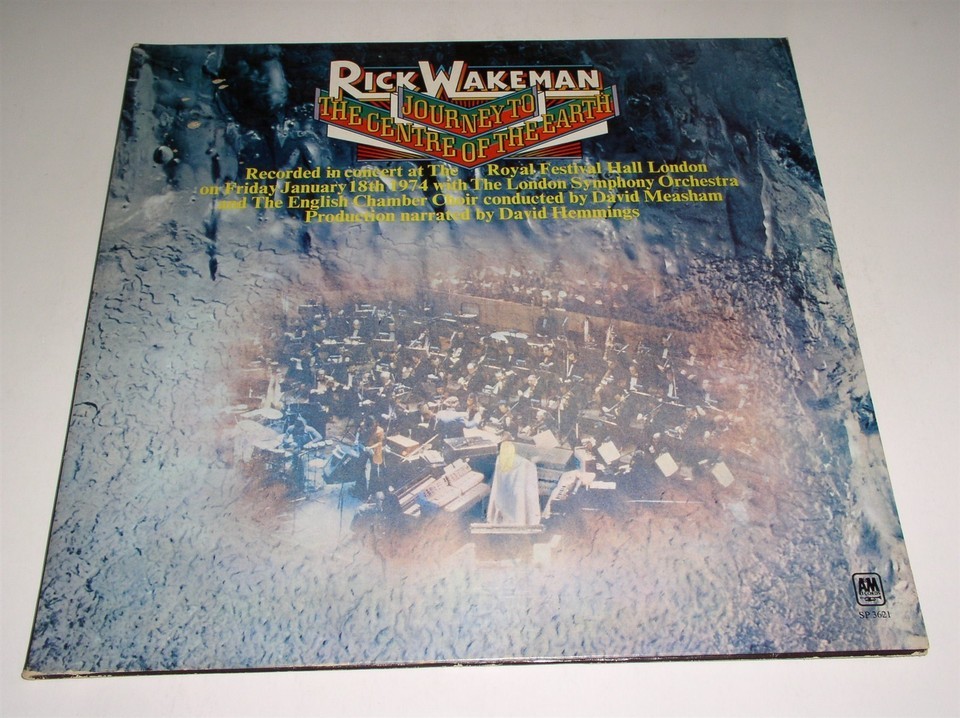 RICK WAKEMAN
JOURNEY TO
THE CENTRE OF THE EARTH
Recorded in concert at The Royal Festival Hall London
on Friday January 18th 1974 with The London Symphony Orchestra
and The English Chamber Choir conducted by David Measham
Production narrated by David Hemmings
A&M
RECORDS
SP 3621